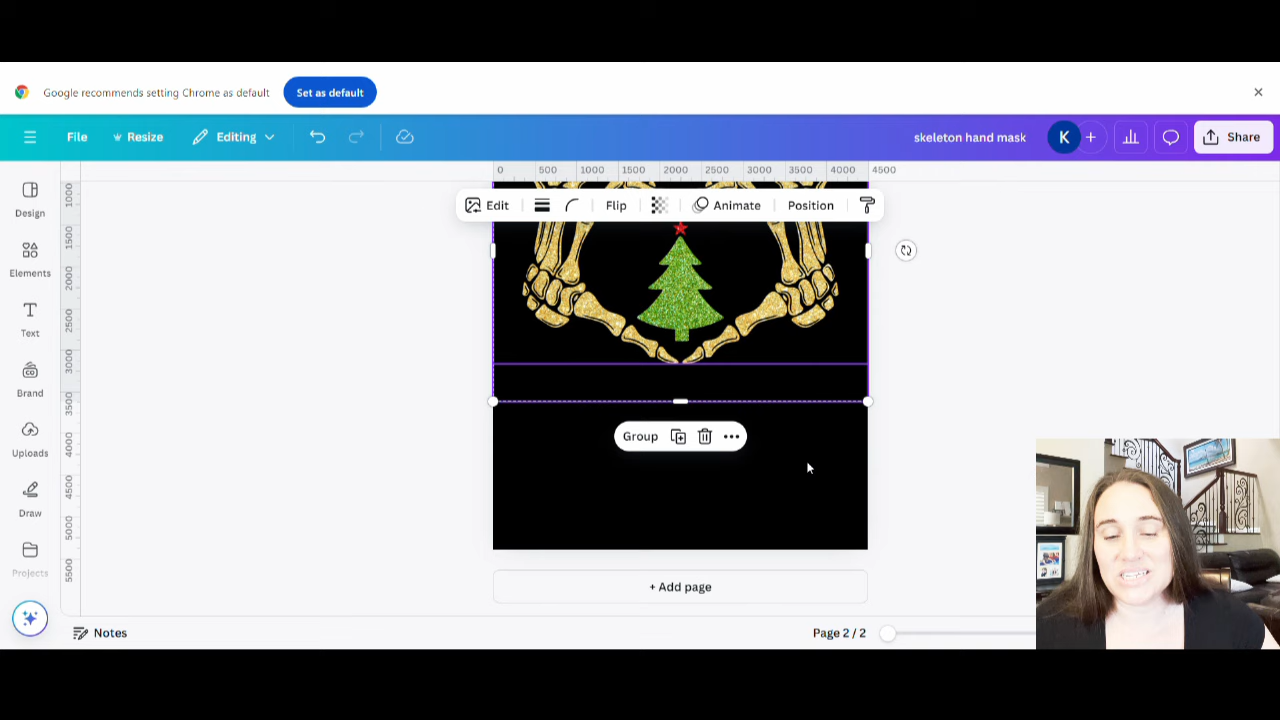 Google recommends setting Chrome as default
Set as default
File
Resize
Editing
skeleton hand mask
K
Share
0 500 1000 1500 2000 2500 3000 3500 4000 4500
Edit
Flip
Animate
Position
Design
Elements
Text
Brand
Uploads
Draw
Projects
1000
1500
2000
2500
3000
3500
4000
4500
5000
5500
Group
+ Add page
Notes
Page 2 / 2